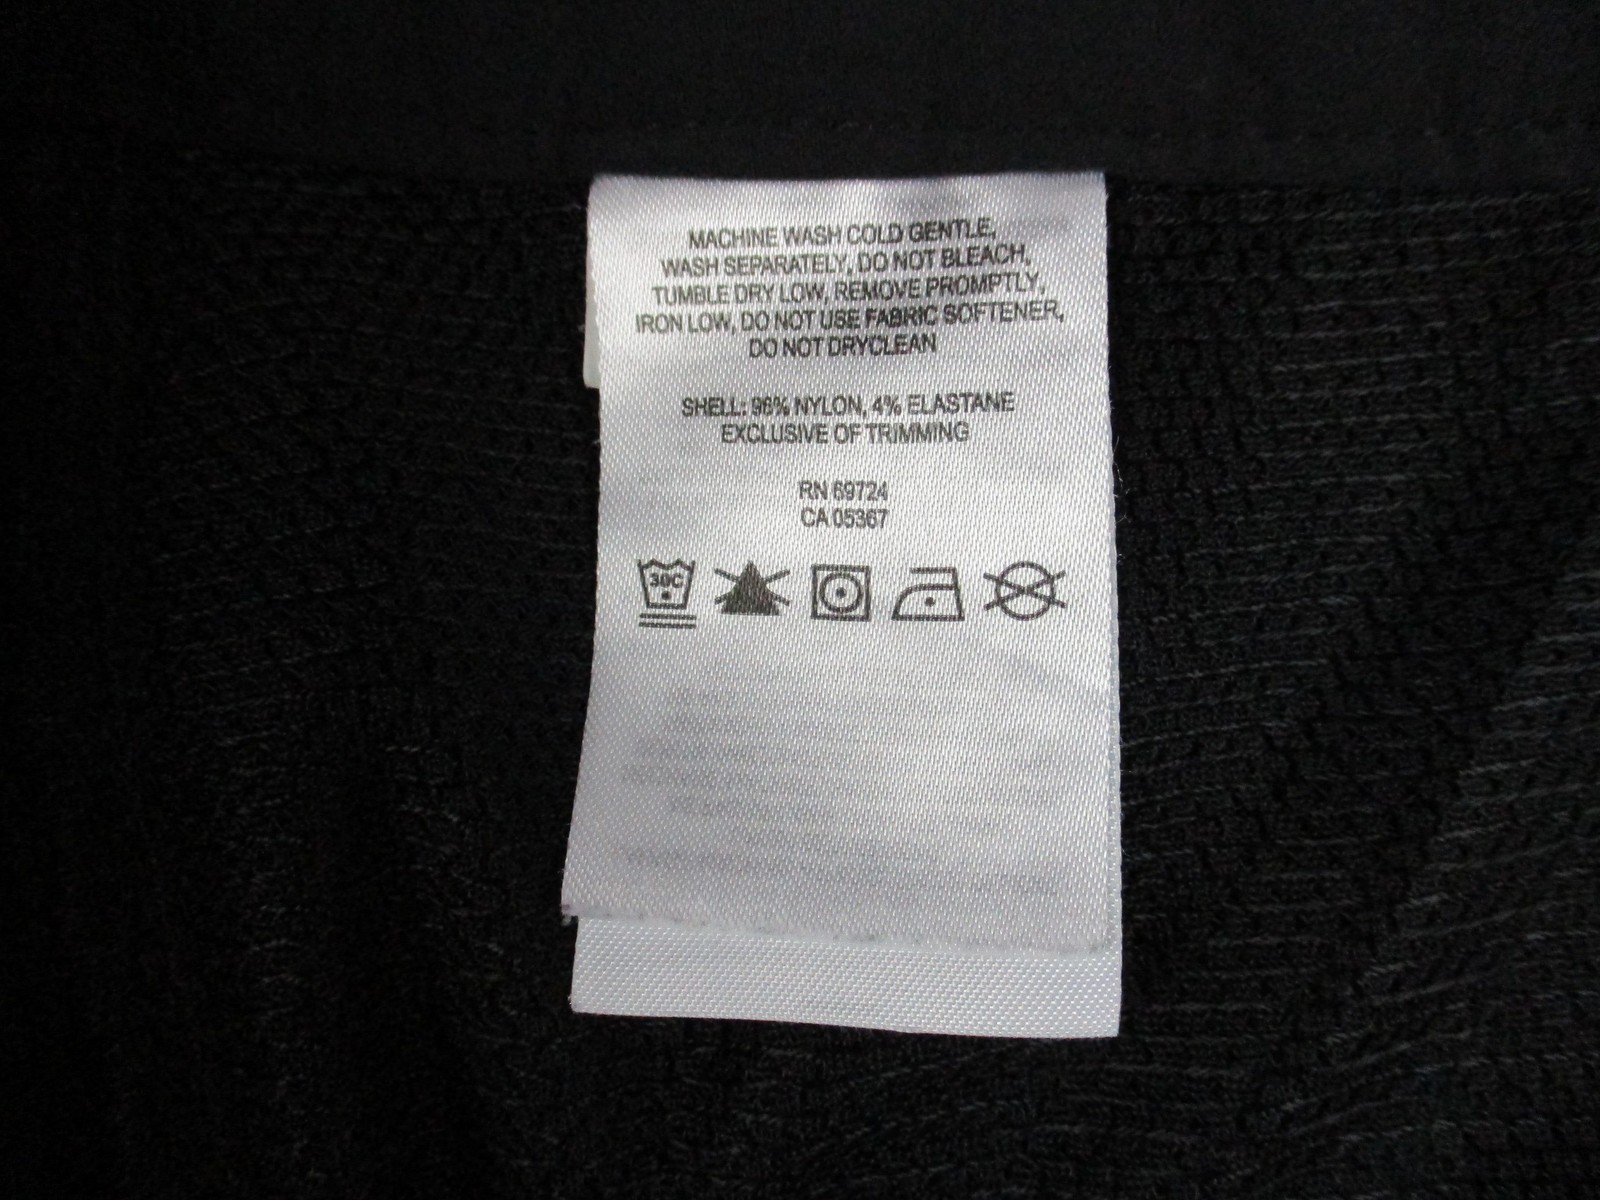 MACHINE WASH COLD GENTLE,
WASH SEPARATELY, DO NOT BLEACH,
TUMBLE DRY LOW, REMOVE PROMPTLY,
IRON LOW, DO NOT USE FABRIC SOFTENER,
DO NOT DRYCLEAN
SHELL: 96% NYLON, 4% ELASTANE
EXCLUSIVE OF TRIMMING
RN 69724
CA 05367
30C